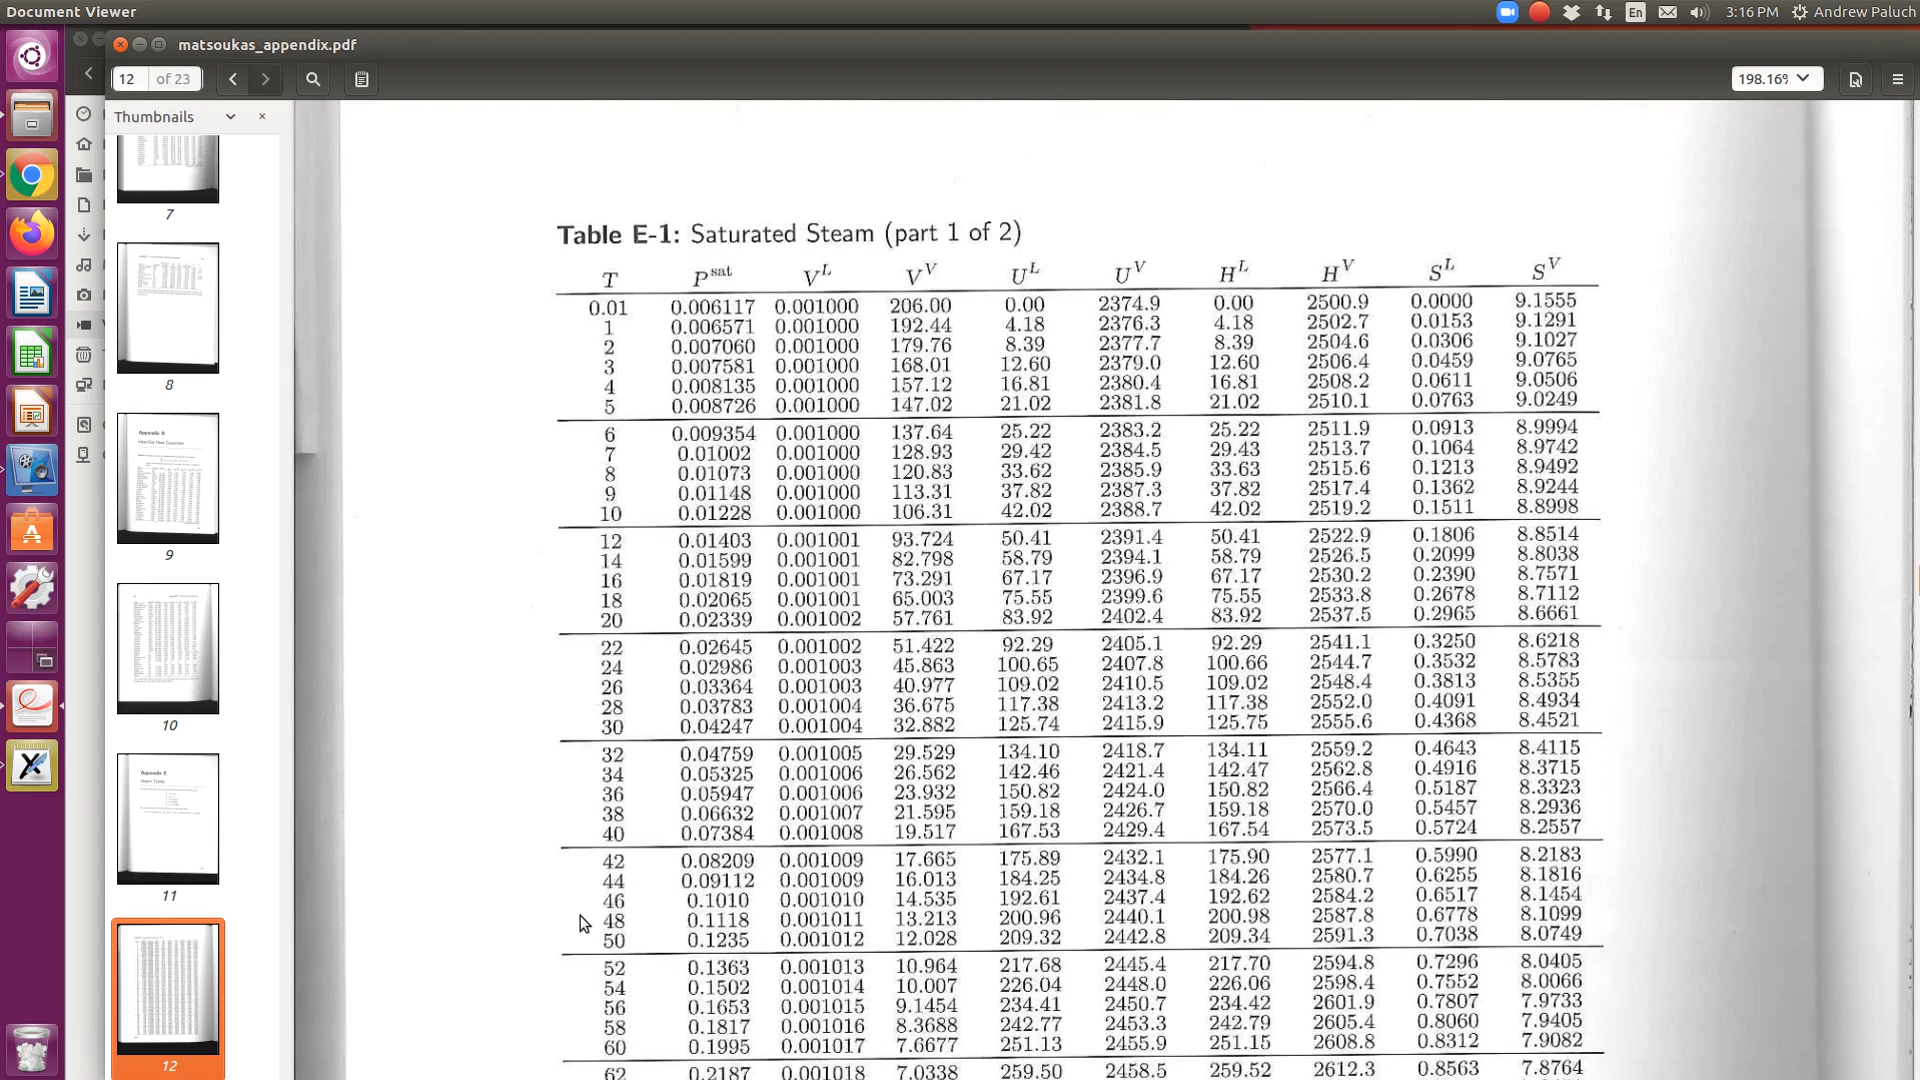 Document Viewer
En
3:16 PM
Andrew Paluch
matsoukas_appendix.pdf
12 of 23
198.16%
Thumbnails
7
8
9
10
11
12
Table E-1: Saturated Steam (part 1 of 2)
T P^sat V^L V^V U^L U^V H^L H^V S^L S^V
0.01 0.006117 0.001000 206.00 0.00 2374.9 0.00 2500.9 0.0000 9.1555
1 0.006571 0.001000 192.44 4.18 2376.3 4.18 2502.7 0.0153 9.1291
2 0.007060 0.001000 179.76 8.39 2377.7 8.39 2504.6 0.0306 9.1027
3 0.007581 0.001000 168.01 12.60 2379.0 12.60 2506.4 0.0459 9.0765
4 0.008135 0.001000 157.12 16.81 2380.4 16.81 2508.2 0.0611 9.0506
5 0.008726 0.001000 147.02 21.02 2381.8 21.02 2510.1 0.0763 9.0249
6 0.009354 0.001000 137.64 25.22 2383.2 25.22 2511.9 0.0913 8.9994
7 0.01002 0.001000 128.93 29.42 2384.5 29.43 2513.7 0.1064 8.9742
8 0.01073 0.001000 120.83 33.62 2385.9 33.63 2515.6 0.1213 8.9492
9 0.01148 0.001000 113.31 37.82 2387.3 37.82 2517.4 0.1362 8.9244
10 0.01228 0.001000 106.31 42.02 2388.7 42.02 2519.2 0.1511 8.8998
12 0.01403 0.001001 93.724 50.41 2391.4 50.41 2522.9 0.1806 8.8514
14 0.01599 0.001001 82.798 58.79 2394.1 58.79 2526.5 0.2099 8.8038
16 0.01819 0.001001 73.291 67.17 2396.9 67.17 2530.2 0.2390 8.7571
18 0.02065 0.001001 65.003 75.55 2399.6 75.55 2533.8 0.2678 8.7112
20 0.02339 0.001002 57.761 83.92 2402.4 83.92 2537.5 0.2965 8.6661
22 0.02645 0.001002 51.422 92.29 2405.1 92.29 2541.1 0.3250 8.6218
24 0.02986 0.001003 45.863 100.65 2407.8 100.66 2544.7 0.3532 8.5783
26 0.03364 0.001003 40.977 109.02 2410.5 109.02 2548.4 0.3813 8.5355
28 0.03783 0.001004 36.675 117.38 2413.2 117.38 2552.0 0.4091 8.4934
30 0.04247 0.001004 32.882 125.74 2415.9 125.75 2555.6 0.4368 8.4521
32 0.04759 0.001005 29.529 134.10 2418.7 134.11 2559.2 0.4643 8.4115
34 0.05325 0.001006 26.562 142.46 2421.4 142.47 2562.8 0.4916 8.3715
36 0.05947 0.001006 23.932 150.82 2424.0 150.82 2566.4 0.5187 8.3323
38 0.06632 0.001007 21.595 159.18 2426.7 159.18 2570.0 0.5457 8.2936
40 0.07384 0.001008 19.517 167.53 2429.4 167.54 2573.5 0.5724 8.2557
42 0.08209 0.001009 17.665 175.89 2432.1 175.90 2577.1 0.5990 8.2183
44 0.09112 0.001009 16.013 184.25 2434.8 184.26 2580.7 0.6255 8.1816
46 0.1010 0.001010 14.535 192.61 2437.4 192.62 2584.2 0.6517 8.1454
48 0.1118 0.001011 13.213 200.96 2440.1 200.98 2587.8 0.6778 8.1099
50 0.1235 0.001012 12.028 209.32 2442.8 209.34 2591.3 0.7038 8.0749
52 0.1363 0.001013 10.964 217.68 2445.4 217.70 2594.8 0.7296 8.0405
54 0.1502 0.001014 10.007 226.04 2448.0 226.06 2598.4 0.7552 8.0066
56 0.1653 0.001015 9.1454 234.41 2450.7 234.42 2601.9 0.7807 7.9733
58 0.1817 0.001016 8.3688 242.77 2453.3 242.79 2605.4 0.8060 7.9405
60 0.1995 0.001017 7.6677 251.13 2455.9 251.15 2608.8 0.8312 7.9082
62 0.2187 0.001018 7.0338 259.50 2458.5 259.52 2612.3 0.8563 7.8764